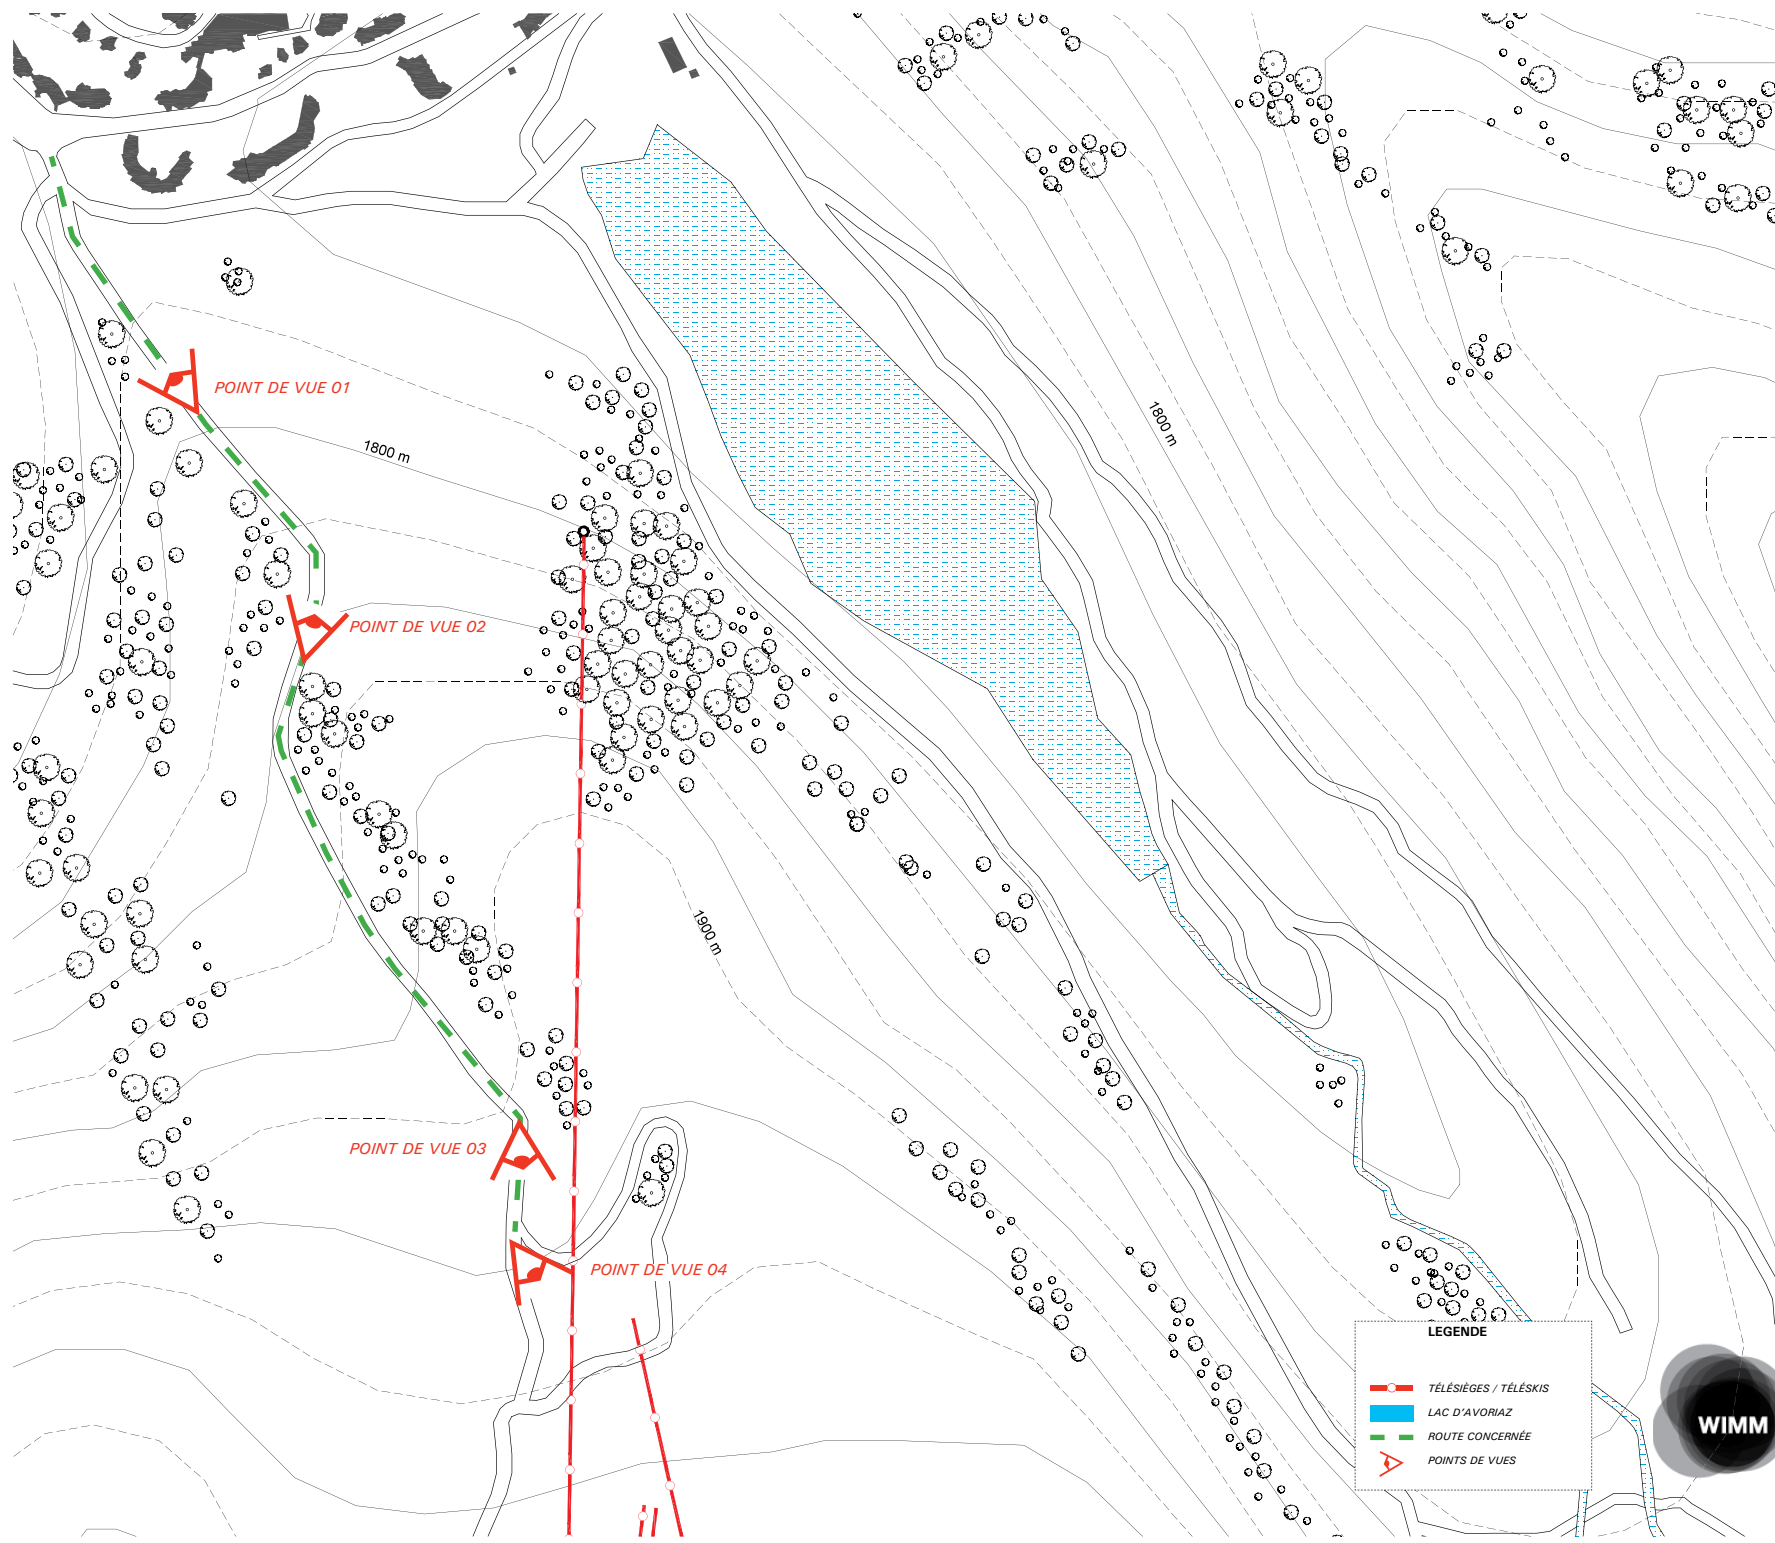 POINT DE VUE 01
1800 m
1800 m
POINT DE VUE 02
1900 m
POINT DE VUE 03
POINT DE VUE 04
LEGENDE
TÉLÉSIÈGES / TÉLÉSKIS
LAC D'AVORIAZ
ROUTE CONCERNÉE
POINTS DE VUES
WIMM